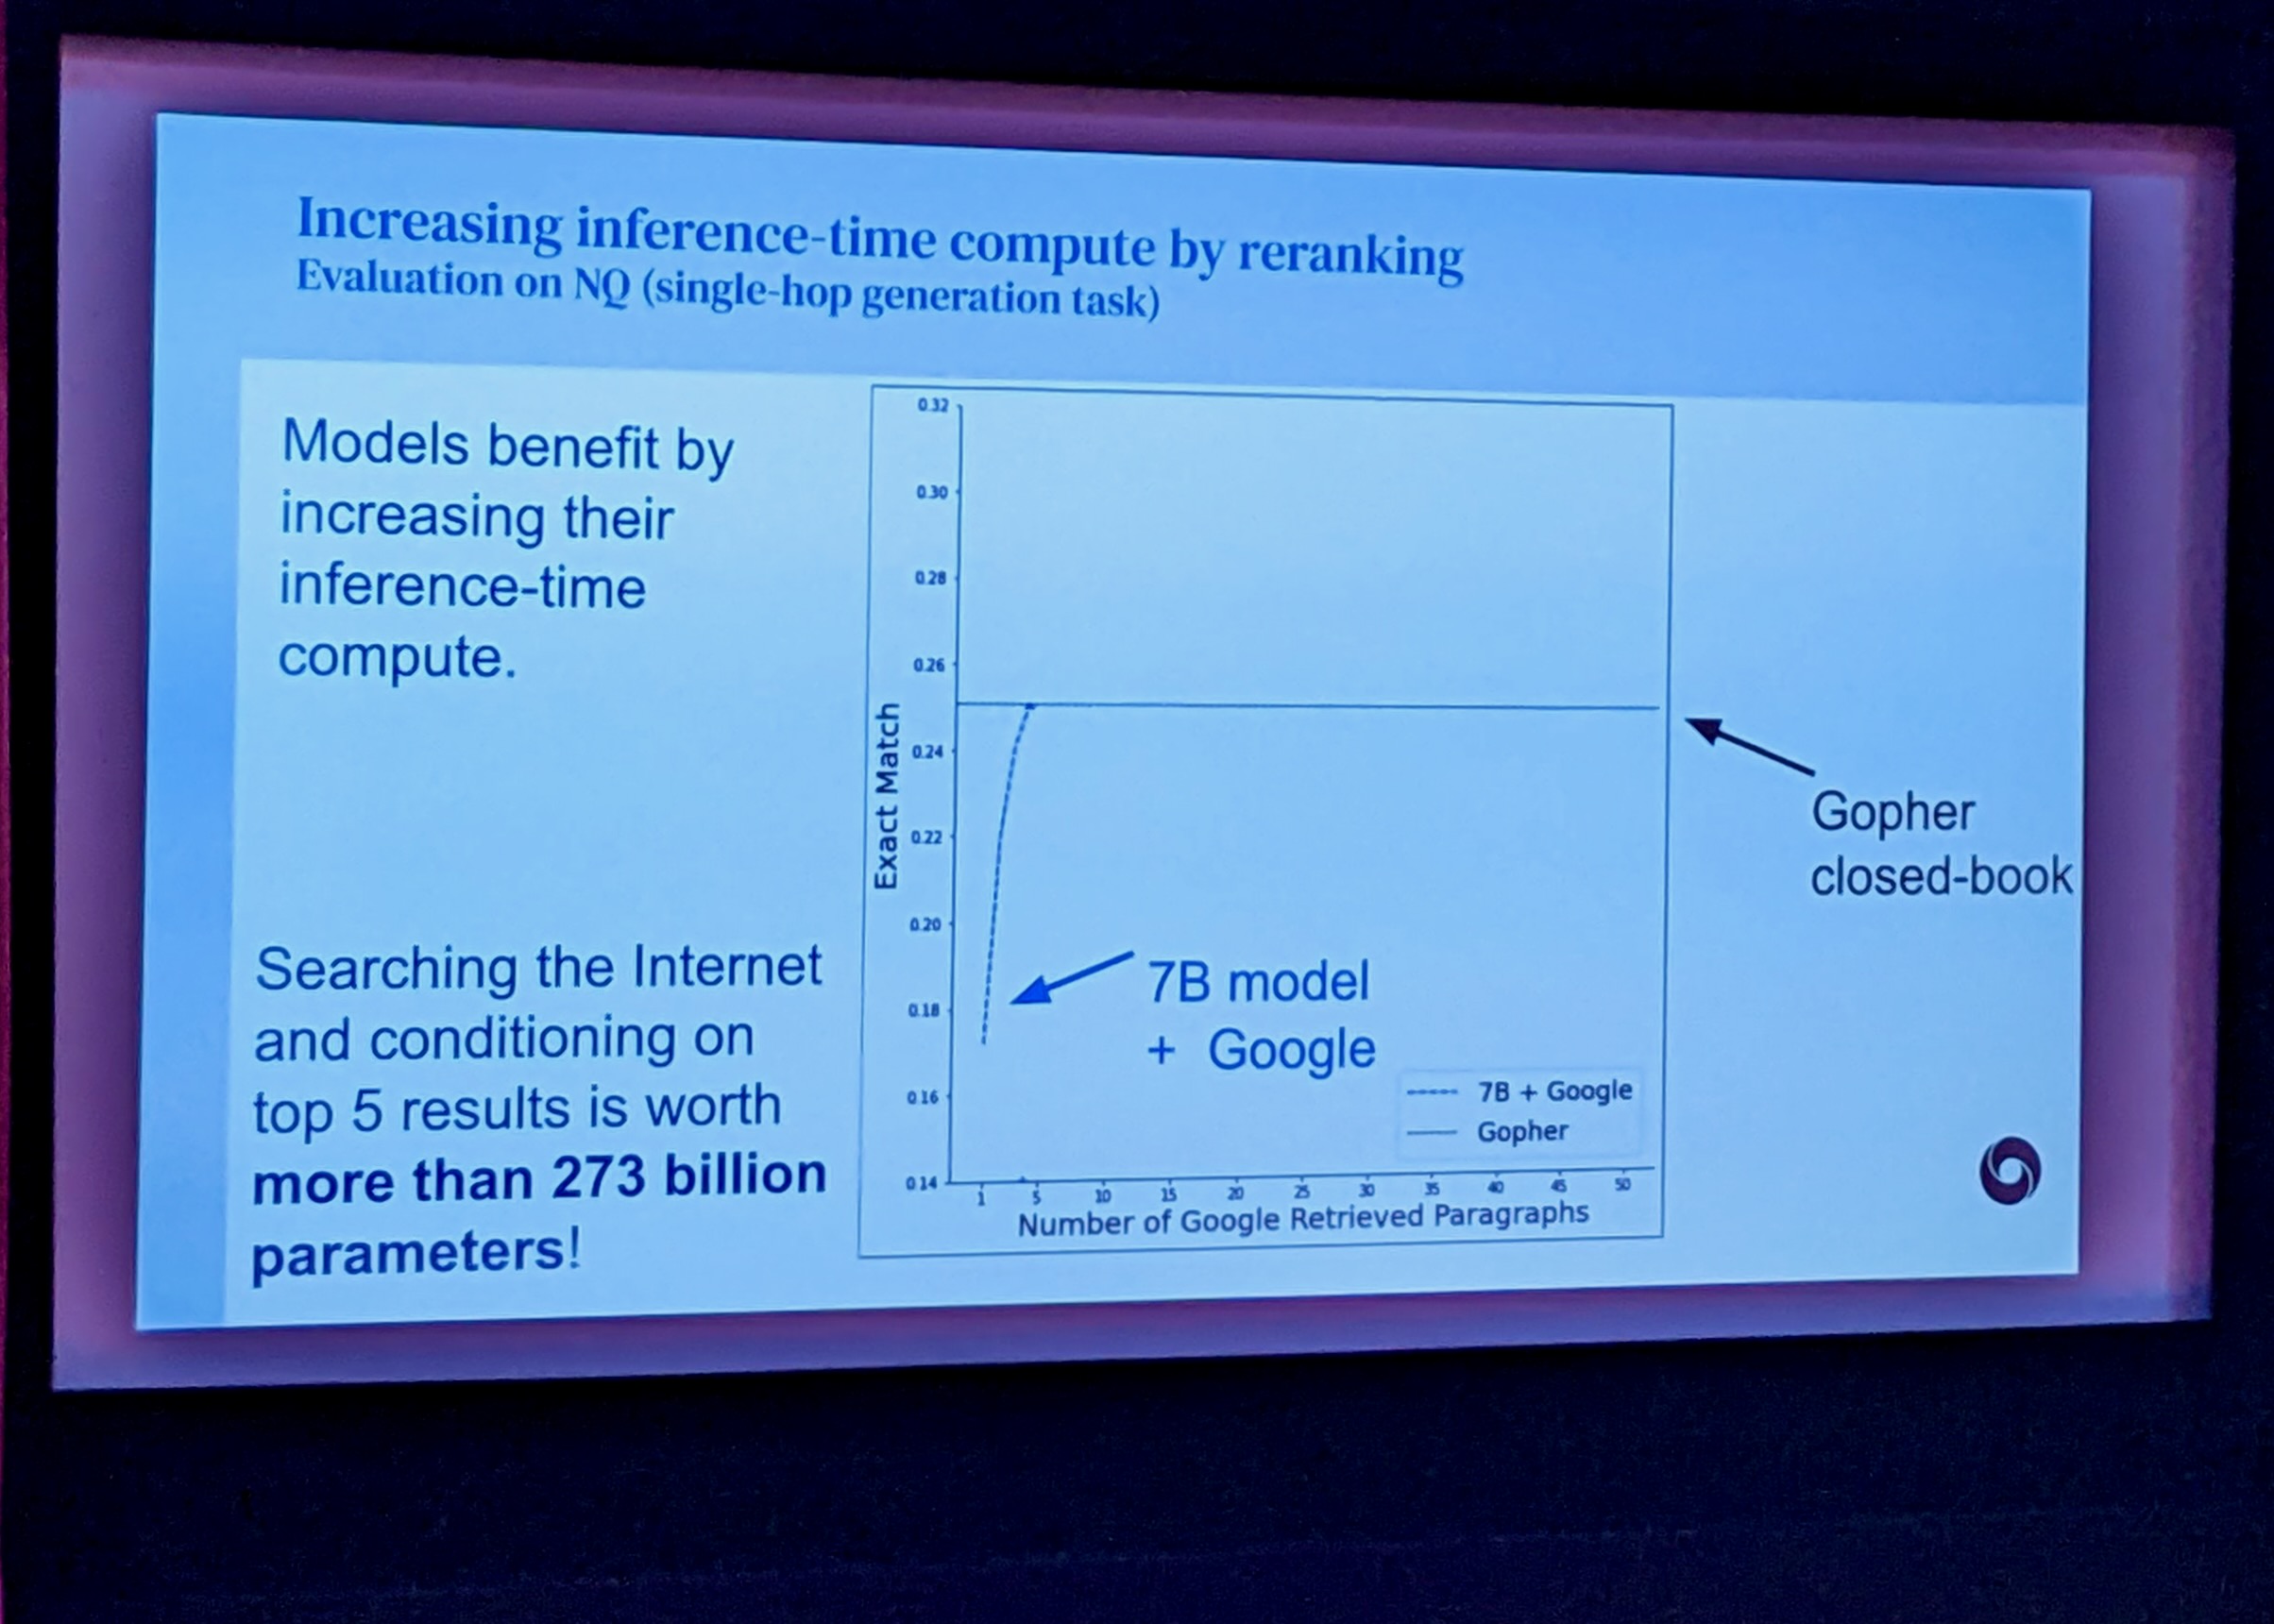 Increasing inference-time compute by reranking
Evaluation on NQ (single-hop generation task)
Models benefit by
increasing their
inference-time
compute.
Searching the Internet
and conditioning on
top 5 results is worth
more than 273 billion
parameters!
0.32
0.30
0.28
0.26
0.24
0.22
0.20
0.18
0.16
0.14
Exact Match
7B model
+ Google
7B + Google
Gopher
1 5 10 15 20 25 30 35 40 45 50
Number of Google Retrieved Paragraphs
Gopher
closed-book